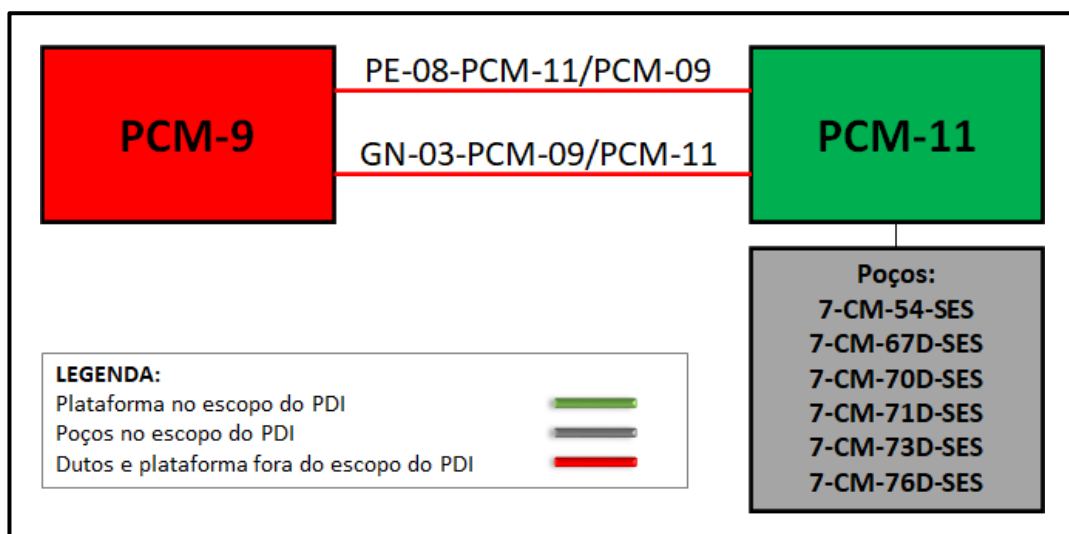 PCM-9
PE-08-PCM-11/PCM-09
GN-03-PCM-09/PCM-11
PCM-11
Poços:
7-CM-54-SES
7-CM-67D-SES
7-CM-70D-SES
7-CM-71D-SES
7-CM-73D-SES
7-CM-76D-SES
LEGENDA:
Plataforma no escopo do PDI
Poços no escopo do PDI
Dutos e plataforma fora do escopo do PDI